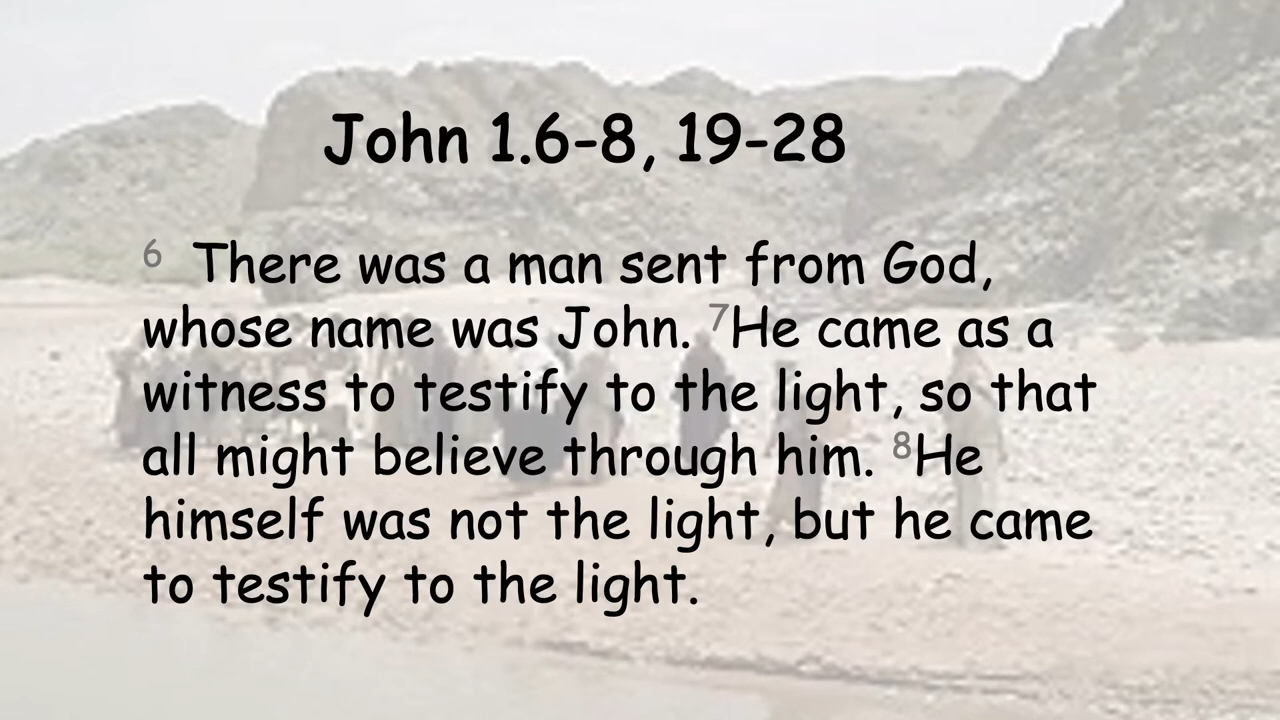 John 1.6-8, 19-28
6 There was a man sent from God,
whose name was John. 7He came as a
witness to testify to the light, so that
all might believe through him. 8He
himself was not the light, but he came
to testify to the light.